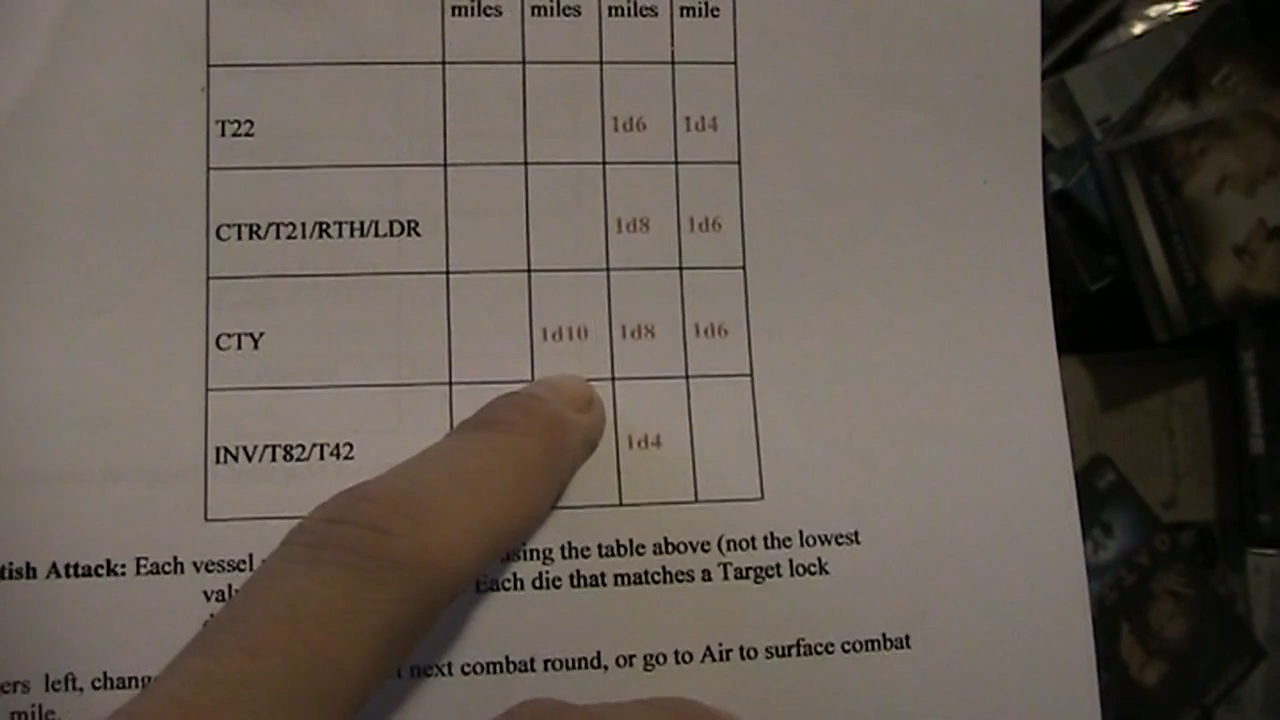 miles miles miles mile
T22 1d6 1d4
CTR/T21/RTH/LDR 1d8 1d6
CTY 1d10 1d8 1d6
INV/T82/T42 1d4
tish Attack: Each vessel using the table above (not the lowest
Each die that matches a Target lock
ers left, chang next combat round, or go to Air to surface combat
mile.